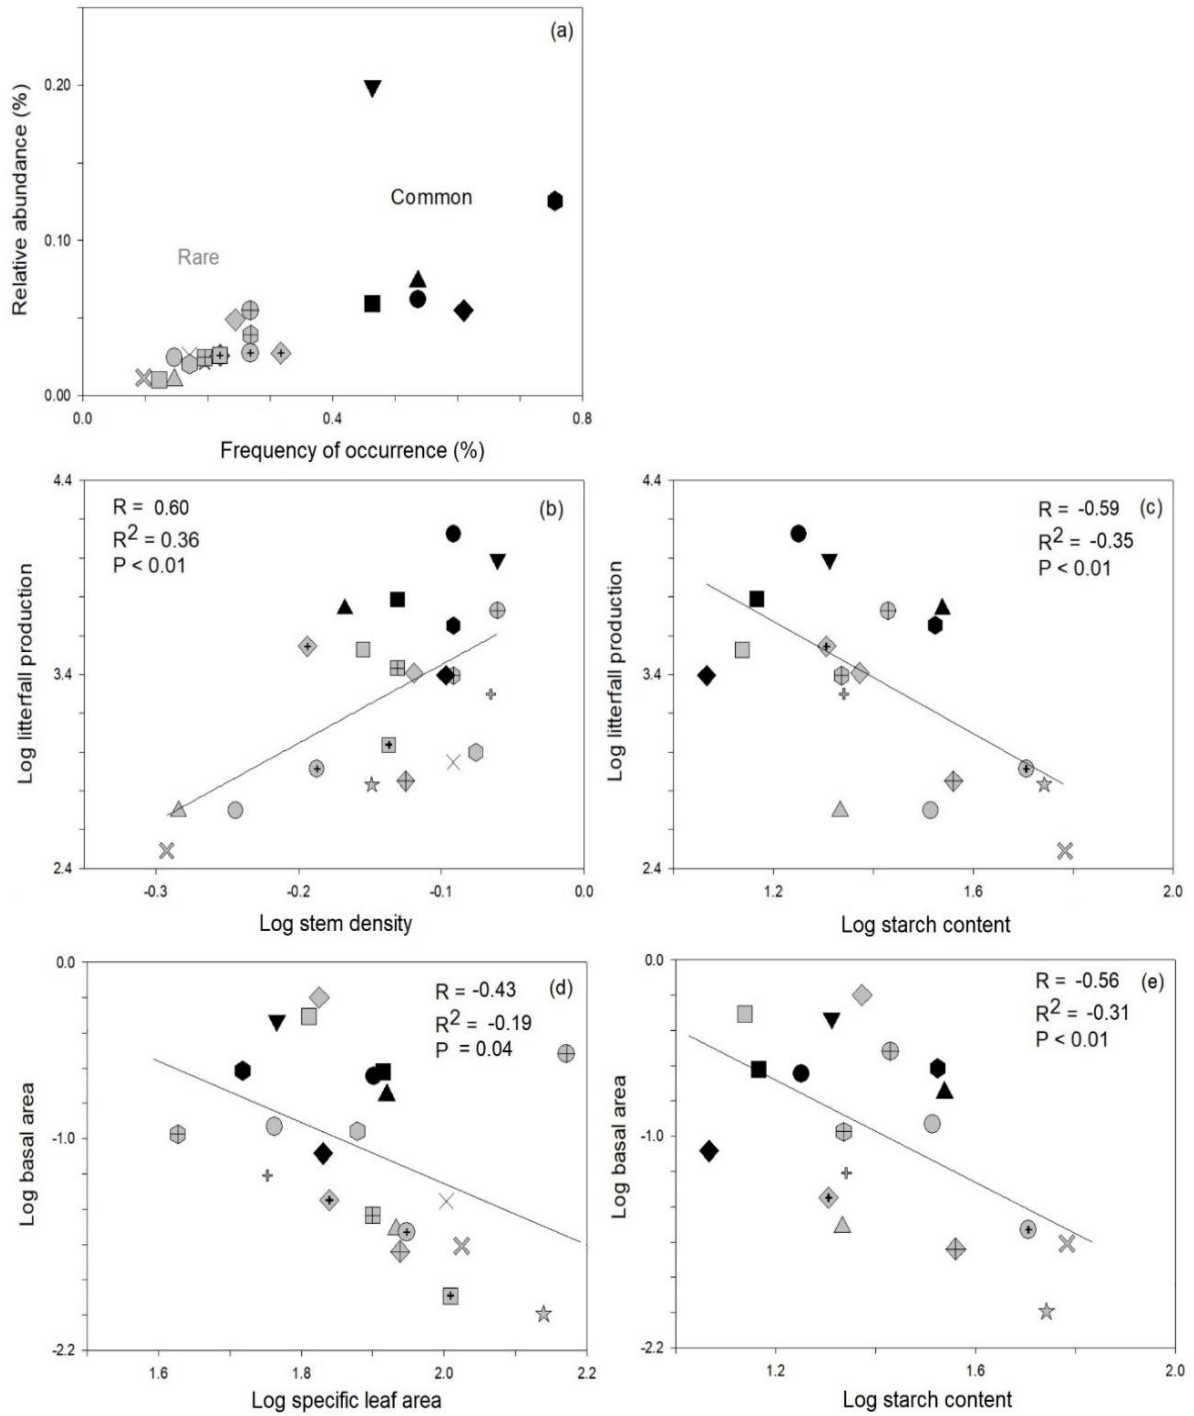 (a)
Relative abundance (%)
0.20
0.10
0.00
Common
Rare
0.0 0.4 0.8
Frequency of occurrence (%)
4.4
3.4
2.4
Log litterfall production
R = 0.60
R2 = 0.36
P < 0.01
(b)
-0.3 -0.2 -0.1 0.0
Log stem density
4.4
3.4
2.4
Log litterfall production
R = -0.59
R2 = -0.35
P < 0.01
(c)
1.2 1.6 2.0
Log starch content
0.0
-1.0
-2.2
Log basal area
R = -0.43
R2 = -0.19
P = 0.04
(d)
1.6 1.8 2.0 2.2
Log specific leaf area
0.0
-1.0
-2.2
Log basal area
R = -0.56
R2 = -0.31
P < 0.01
(e)
1.2 1.6 2.0
Log starch content